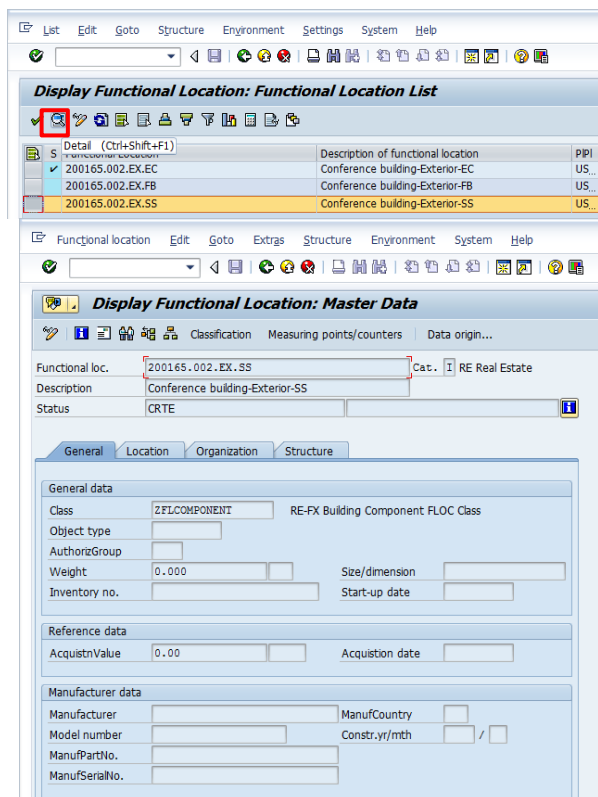 List Edit Goto Structure Environment Settings System Help
Display Functional Location: Functional Location List
Detail (Ctrl+Shift+F1)
S Functional Location Description of functional location PlPl
200165.002.EX.EC Conference building-Exterior-EC US..
200165.002.EX.FB Conference building-Exterior-FB US..
200165.002.EX.SS Conference building-Exterior-SS US..
Functional location Edit Goto Extras Structure Environment System Help
Display Functional Location: Master Data
Classification Measuring points/counters Data origin...
Functional loc. 200165.002.EX.SS Cat. I RE Real Estate
Description Conference building-Exterior-SS
Status CRTE
General Location Organization Structure
General data
Class ZFLCOMPONENT RE-FX Building Component FLOC Class
Object type
AuthorizGroup
Weight 0.000 Size/dimension
Inventory no. Start-up date
Reference data
AcquistnValue 0.00 Acquistion date
Manufacturer data
Manufacturer ManufCountry
Model number Constr.yr/mth /
ManufPartNo.
ManufSerialNo.